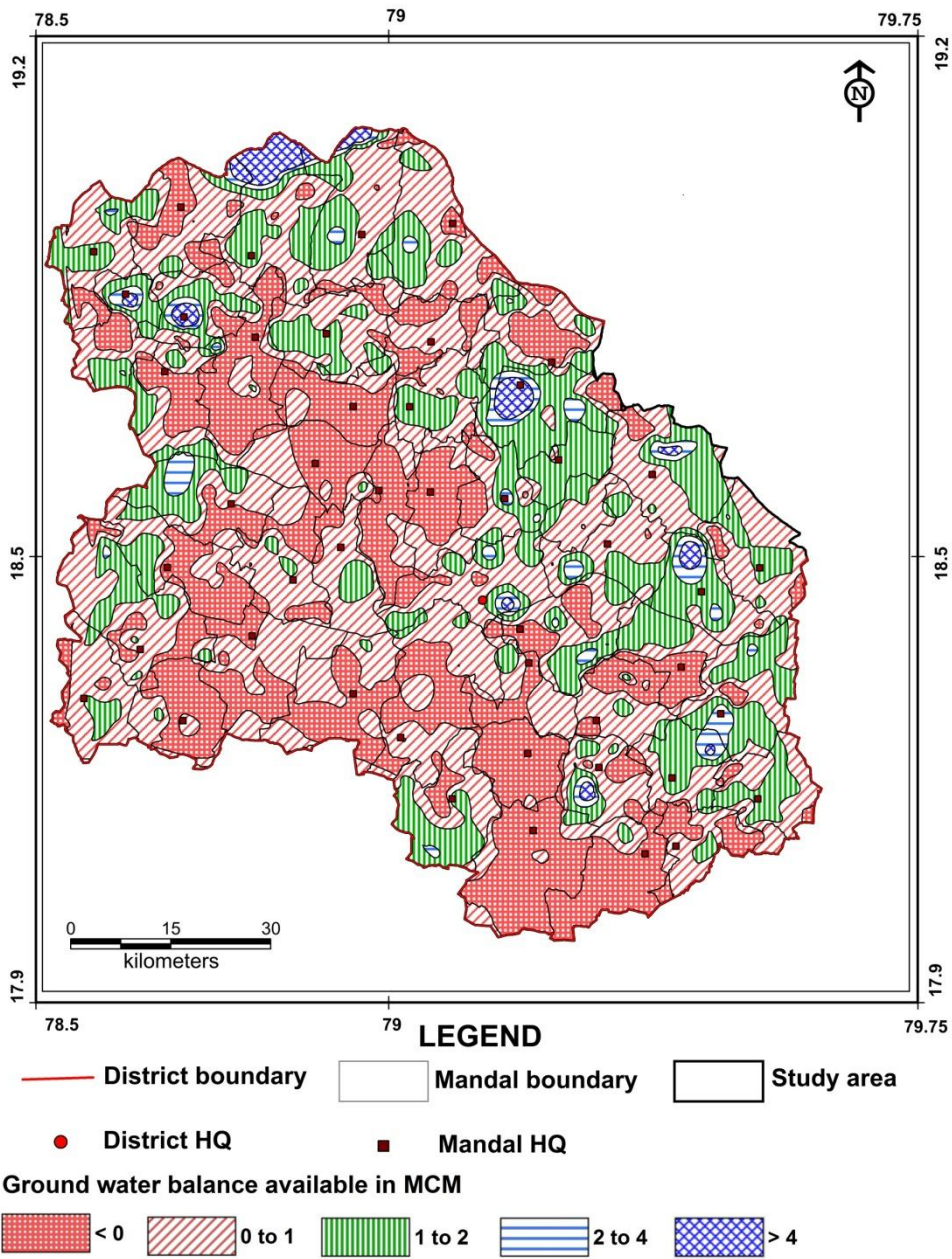 78.5 79 79.75
19.2 19.2
N
18.5 18.5
0 15 30
kilometers
17.9 17.9
78.5 79 79.75
LEGEND
District boundary Mandal boundary Study area
District HQ Mandal HQ
Ground water balance available in MCM
< 0 0 to 1 1 to 2 2 to 4 > 4